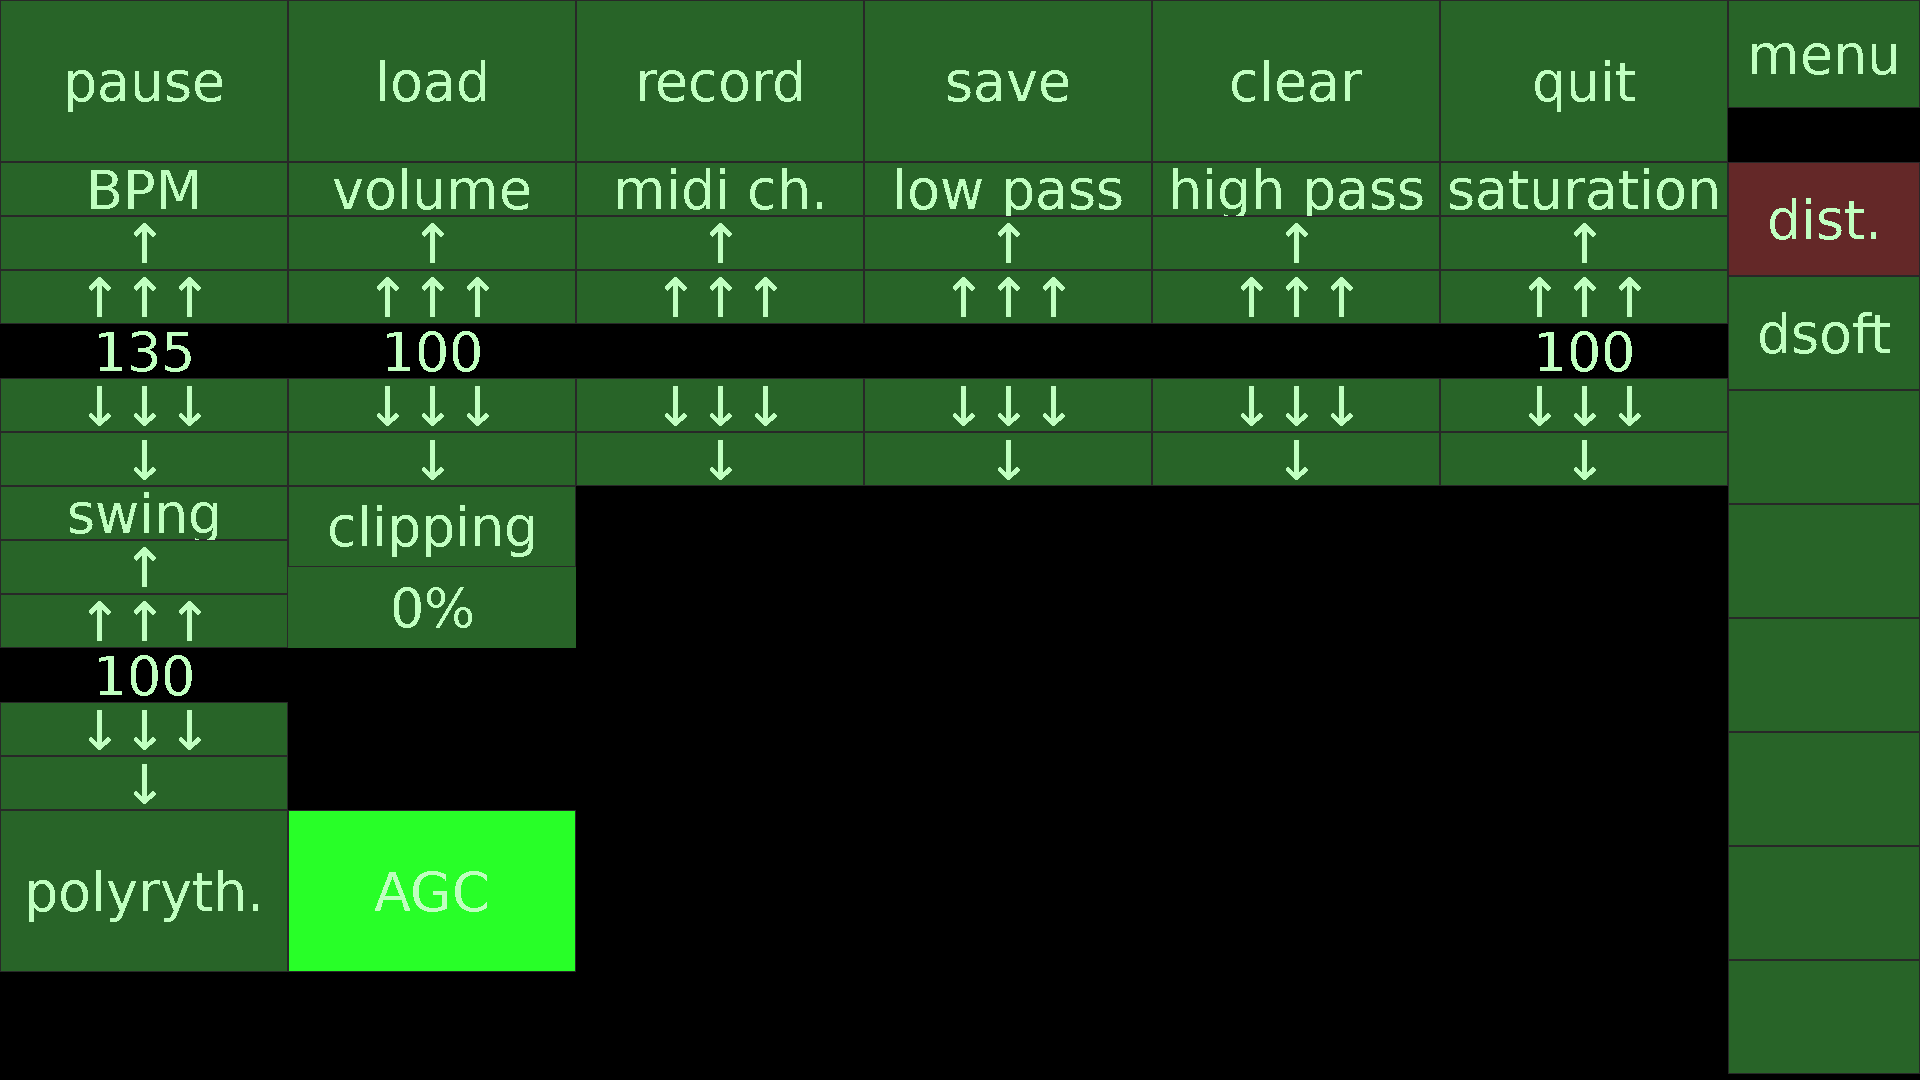 pause load record save clear quit menu
BPM volume midi ch. low pass high pass saturation dist.
↑ ↑ ↑ ↑ ↑ ↑
↑↑↑ ↑↑↑ ↑↑↑ ↑↑↑ ↑↑↑ ↑↑↑
135 100 100 dsoft
↓↓↓ ↓↓↓ ↓↓↓ ↓↓↓ ↓↓↓ ↓↓↓
↓ ↓ ↓ ↓ ↓ ↓
swing clipping
↑
↑↑↑ 0%
100
↓↓↓
↓
polyryth. AGC